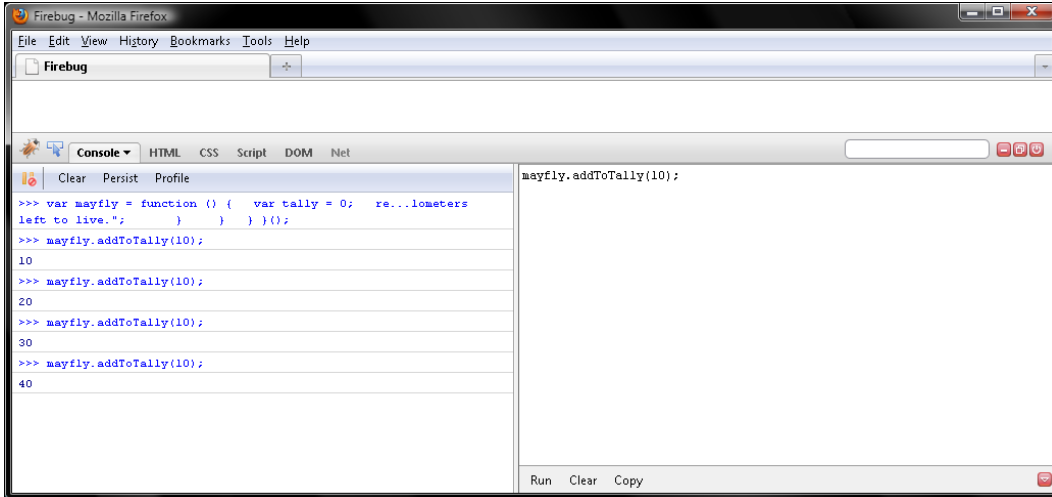 Firebug - Mozilla Firefox
File Edit View History Bookmarks Tools Help
Firebug
Console HTML CSS Script DOM Net
Clear Persist Profile
>>> var mayfly = function () { var tally = 0; re...lometers
left to live."; } } } }();
>>> mayfly.addToTally(10);
10
>>> mayfly.addToTally(10);
20
>>> mayfly.addToTally(10);
30
>>> mayfly.addToTally(10);
40
mayfly.addToTally(10);
Run Clear Copy